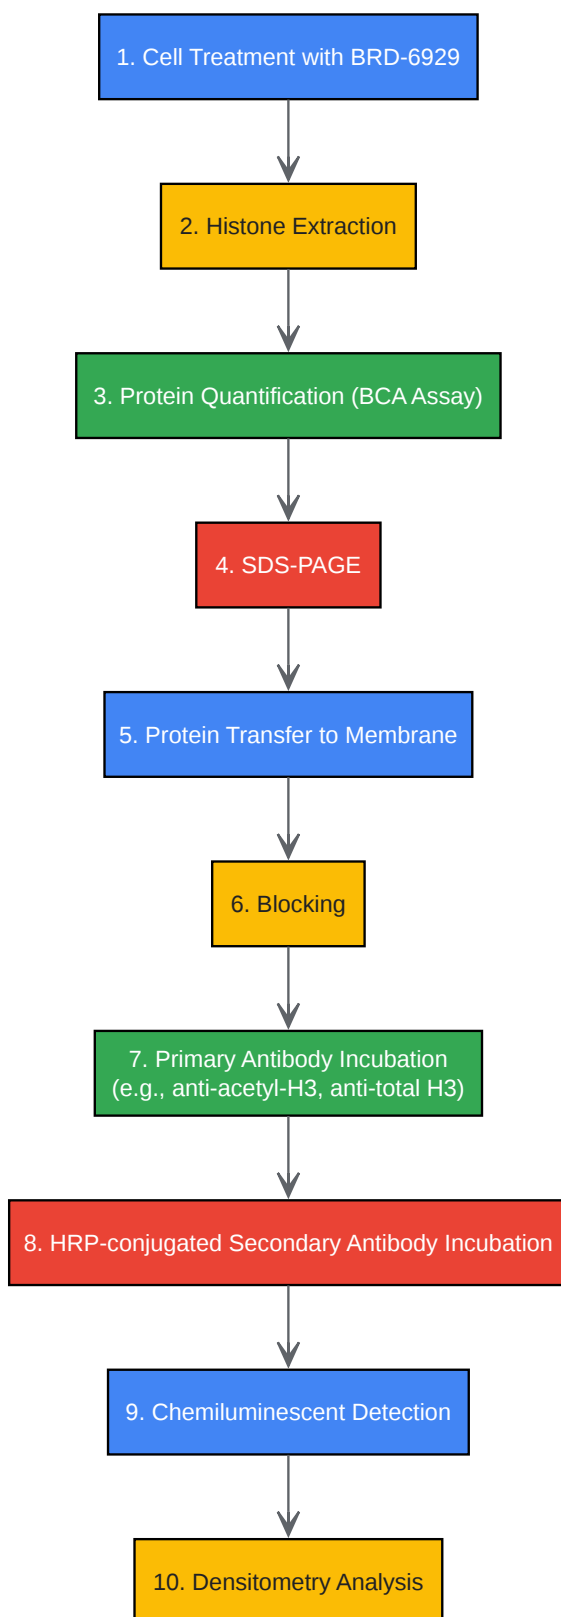 1. Cell Treatment with BRD-6929
2. Histone Extraction
3. Protein Quantification (BCA Assay)
4. SDS-PAGE
5. Protein Transfer to Membrane
6. Blocking
7. Primary Antibody Incubation
(e.g., anti-acetyl-H3, anti-total H3)
8. HRP-conjugated Secondary Antibody Incubation
9. Chemiluminescent Detection
10. Densitometry Analysis